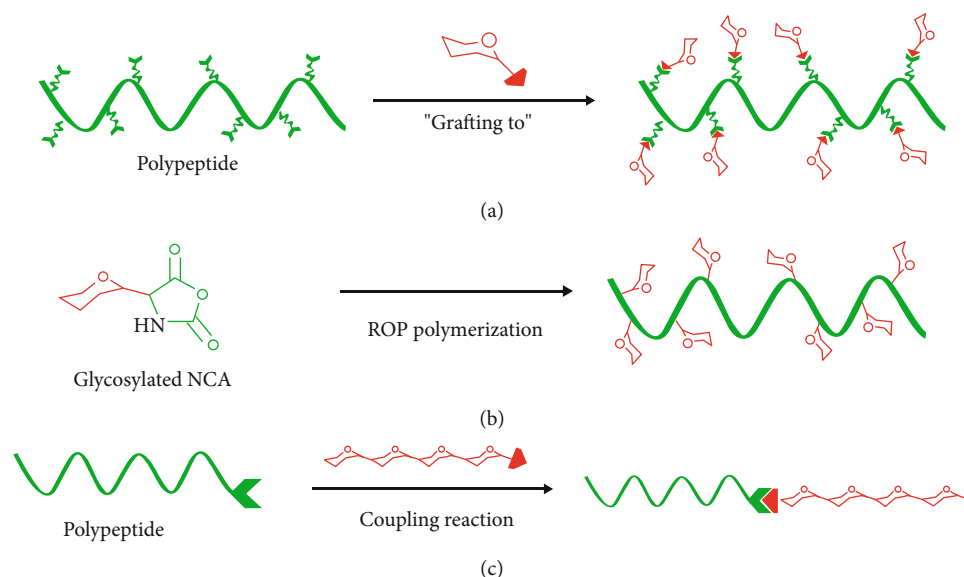 "Grafting to"
Polypeptide
(a)
O
O
O
HN
O
ROP polymerization
Glycosylated NCA
(b)
Polypeptide
Coupling reaction
(c)